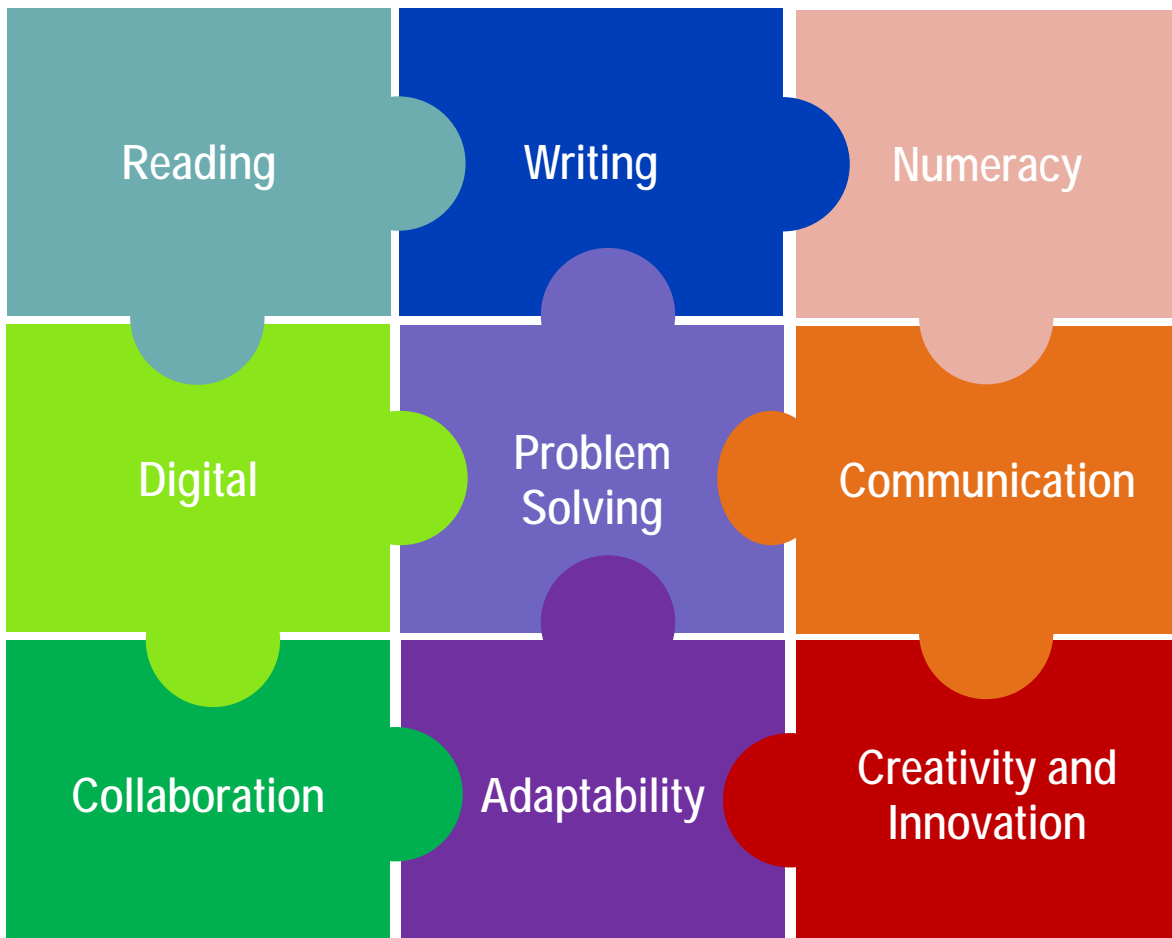 Reading
Writing
Numeracy
Digital
Problem
Solving
Communication
Collaboration
Adaptability
Creativity and
Innovation